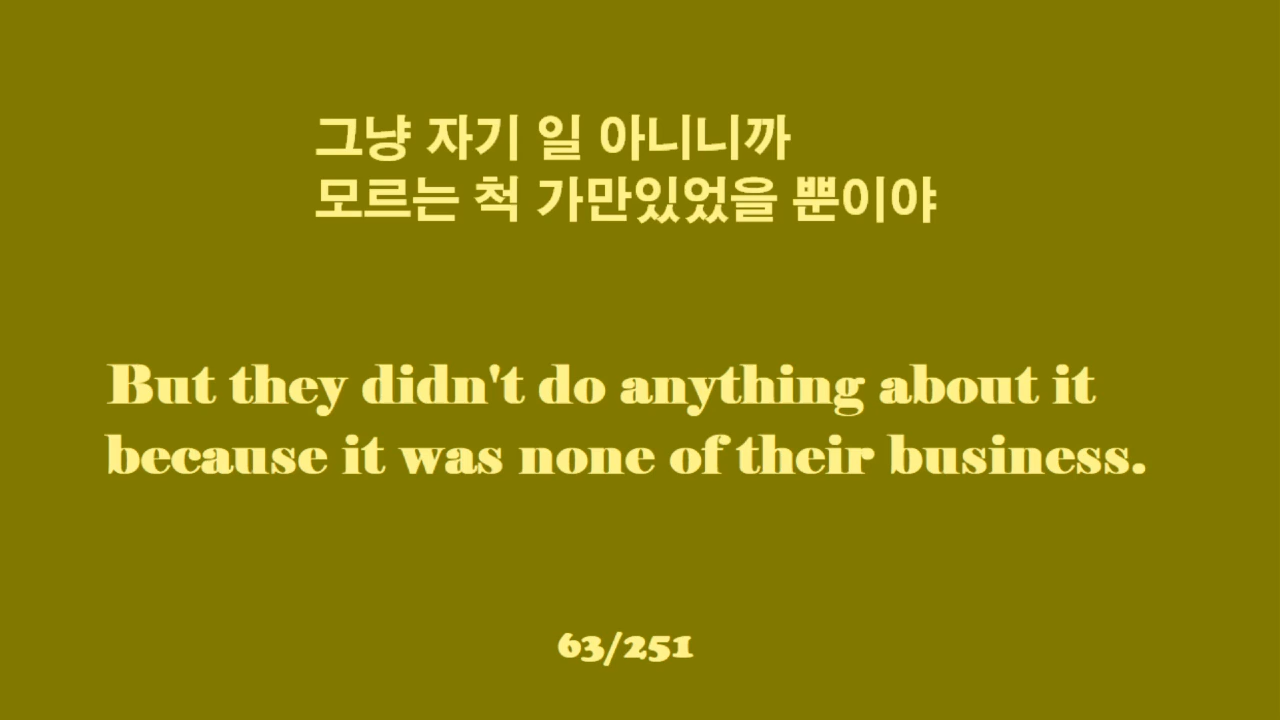 그냥 자기 일 아니니까
모르는 척 가만있었을 뿐이야
But they didn't do anything about it
because it was none of their business.
63/251